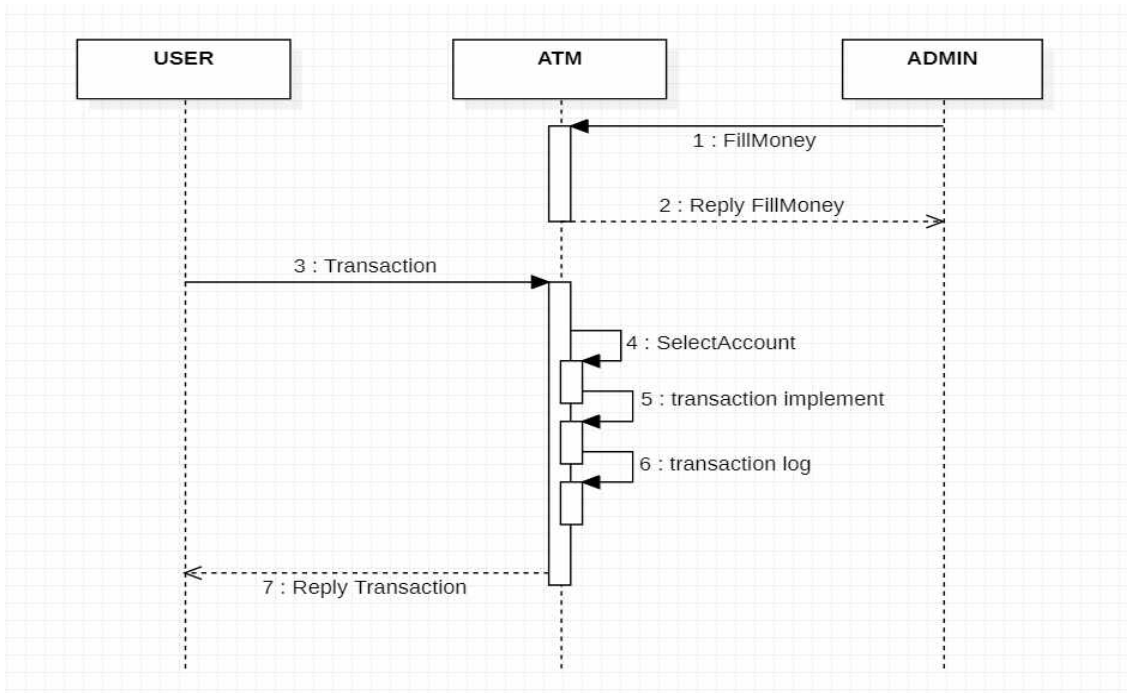 USER
ATM
ADMIN
1 : FillMoney
2 : Reply FillMoney
3 : Transaction
4 : SelectAccount
5 : transaction implement
6 : transaction log
7 : Reply Transaction